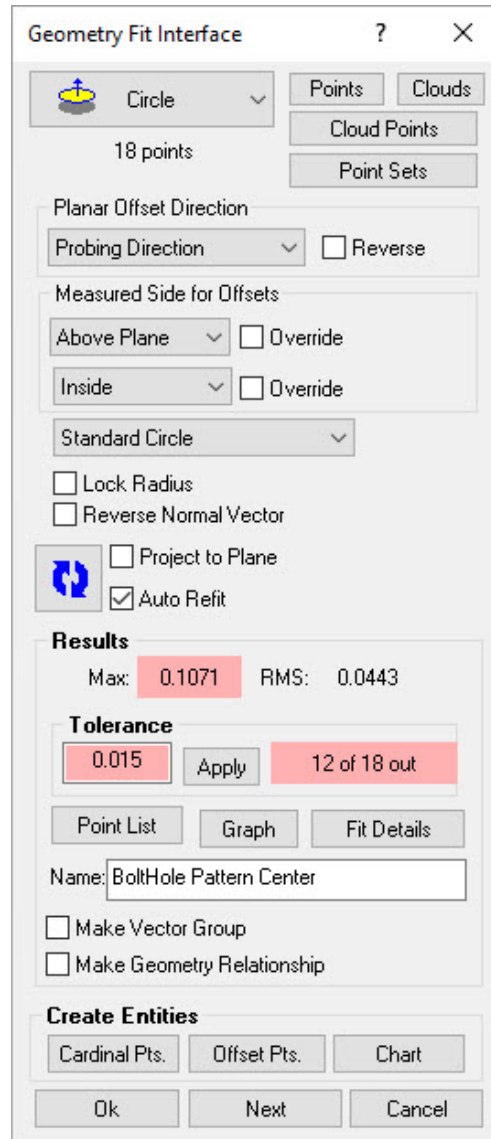 Geometry Fit Interface ? X
Circle
Points Clouds
18 points
Cloud Points
Point Sets
Planar Offset Direction
Probing Direction Reverse
Measured Side for Offsets
Above Plane Override
Inside Override
Standard Circle
Lock Radius
Reverse Normal Vector
Project to Plane
Auto Refit
Results
Max: 0.1071 RMS: 0.0443
Tolerance
0.015 Apply 12 of 18 out
Point List Graph Fit Details
Name: BoltHole Pattern Center
Make Vector Group
Make Geometry Relationship
Create Entities
Cardinal Pts. Offset Pts. Chart
Ok Next Cancel